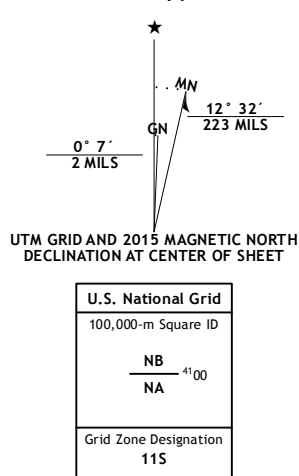 ★
MN
GN
12° 32´
223 MILS
0° 7´
2 MILS
UTM GRID AND 2015 MAGNETIC NORTH
DECLINATION AT CENTER OF SHEET
U.S. National Grid
100,000-m Square ID
NB
4100
NA
Grid Zone Designation
11S